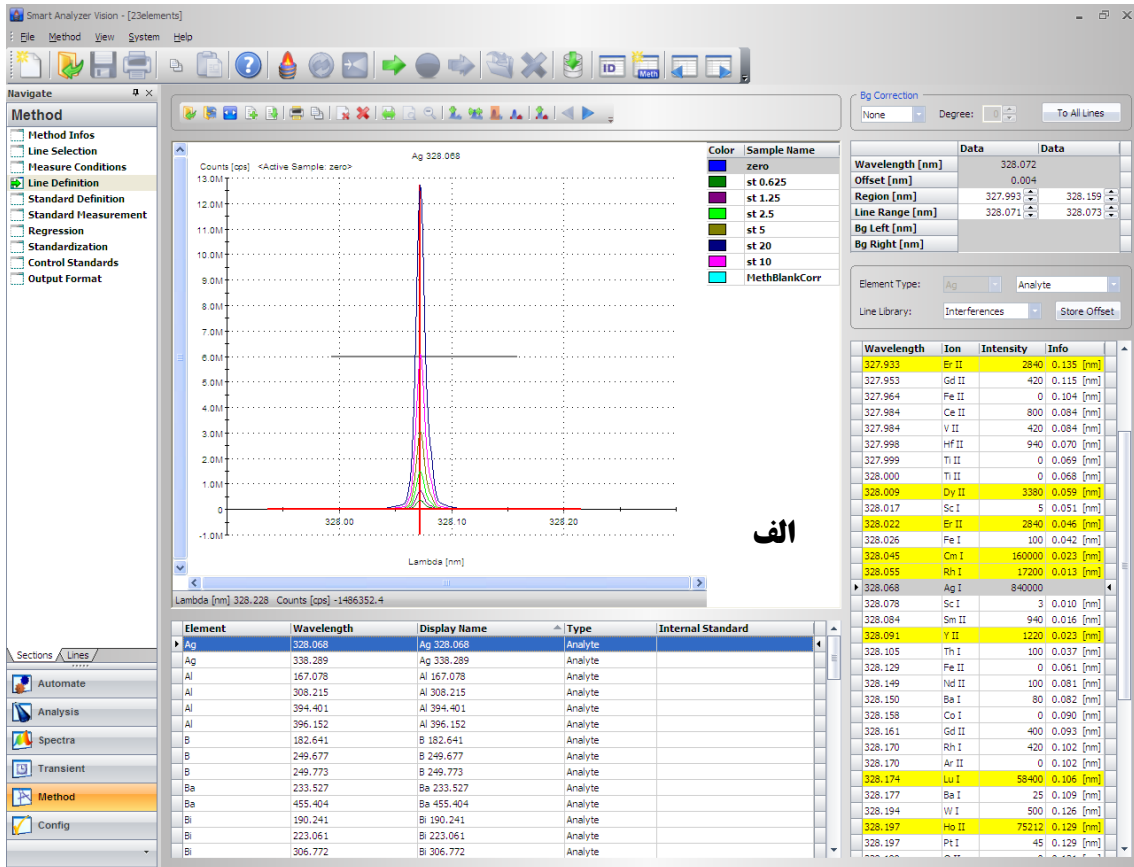 Smart Analyzer Vision - [23elements]
File Method View System Help
ID Meth
Navigate
Method
Method Infos
Line Selection
Measure Conditions
Line Definition
Standard Definition
Standard Measurement
Regression
Standardization
Control Standards
Output Format
Sections Lines
Automate
Analysis
Spectra
Transient
Method
Config
Ag 328.068
Counts [cps] <Active Sample: zero>
13.0M
12.0M
11.0M
10.0M
9.0M
8.0M
7.0M
6.0M
5.0M
4.0M
3.0M
2.0M
1.0M
0
-1.0M
328.00 328.10 328.20
Lambda [nm]
الف
Color Sample Name
zero
st 0.625
st 1.25
st 2.5
st 5
st 20
st 10
MethBlankCorr
Lambda [nm] 328.228 Counts [cps] -1486352.4
Element Wavelength Display Name Type Internal Standard
Ag 328.068 Ag 328.068 Analyte
Ag 338.289 Ag 338.289 Analyte
Al 167.078 Al 167.078 Analyte
Al 308.215 Al 308.215 Analyte
Al 394.401 Al 394.401 Analyte
Al 396.152 Al 396.152 Analyte
B 182.641 B 182.641 Analyte
B 249.677 B 249.677 Analyte
B 249.773 B 249.773 Analyte
Ba 233.527 Ba 233.527 Analyte
Ba 455.404 Ba 455.404 Analyte
Bi 190.241 Bi 190.241 Analyte
Bi 223.061 Bi 223.061 Analyte
Bi 306.772 Bi 306.772 Analyte
Bg Correction
None Degree: 0 To All Lines
Data Data
Wavelength [nm] 328.072
Offset [nm] 0.004
Region [nm] 327.993 328.159
Line Range [nm] 328.071 328.073
Bg Left [nm]
Bg Right [nm]
Element Type: Ag Analyte
Line Library: Interferences Store Offset
Wavelength Ion Intensity Info
327.933 Er II 2840 0.135 [nm]
327.953 Gd II 420 0.115 [nm]
327.964 Fe II 0 0.104 [nm]
327.984 Ce II 800 0.084 [nm]
327.984 V II 420 0.084 [nm]
327.998 Hf II 940 0.070 [nm]
327.999 Ti II 0 0.069 [nm]
328.000 Ti II 0 0.068 [nm]
328.009 Dy II 3380 0.059 [nm]
328.017 Sc I 5 0.051 [nm]
328.022 Er II 2840 0.046 [nm]
328.026 Fe I 100 0.042 [nm]
328.045 Cm I 160000 0.023 [nm]
328.055 Rh I 17200 0.013 [nm]
328.068 Ag I 840000
328.078 Sc I 3 0.010 [nm]
328.084 Sm II 940 0.016 [nm]
328.091 Y II 1220 0.023 [nm]
328.105 Th I 100 0.037 [nm]
328.129 Fe II 0 0.061 [nm]
328.149 Nd II 100 0.081 [nm]
328.150 Ba I 80 0.082 [nm]
328.158 Co I 0 0.090 [nm]
328.161 Gd II 400 0.093 [nm]
328.170 Rh I 420 0.102 [nm]
328.170 Ar II 0 0.102 [nm]
328.174 Lu I 58400 0.106 [nm]
328.177 Ba I 25 0.109 [nm]
328.194 W I 500 0.126 [nm]
328.197 Ho II 75212 0.129 [nm]
328.197 Pt I 45 0.129 [nm]